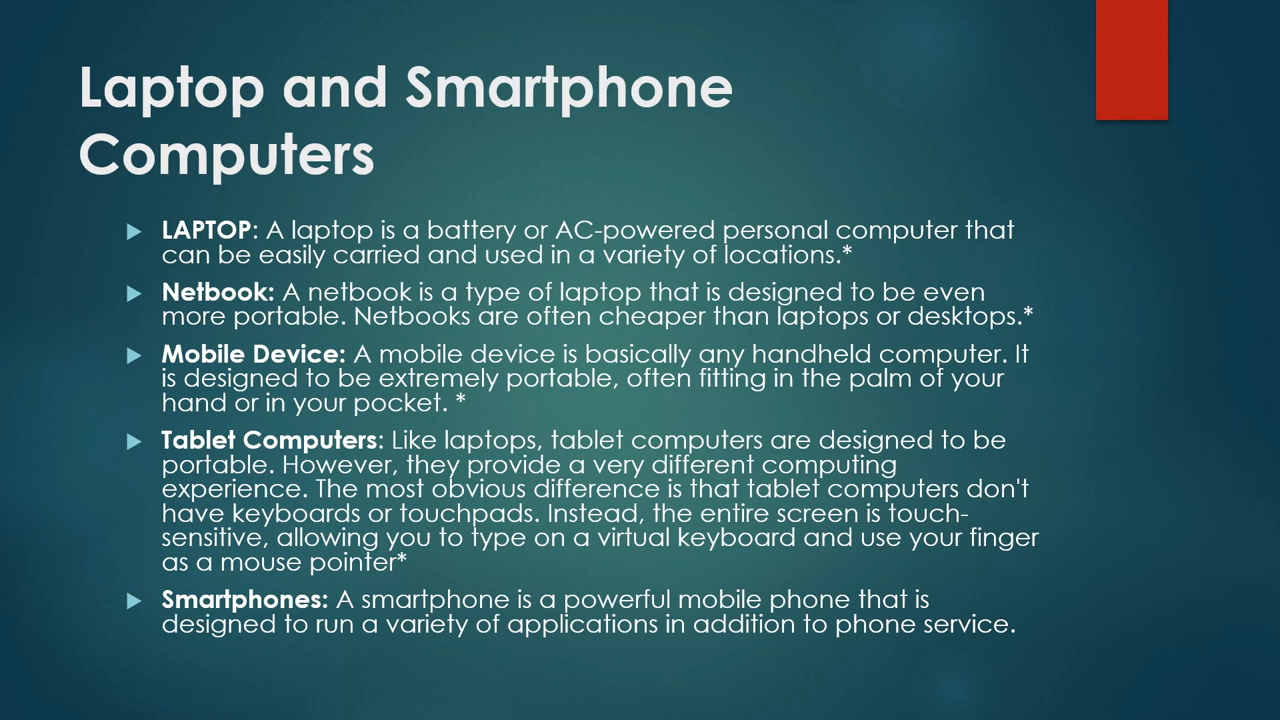 Laptop and Smartphone
Computers
LAPTOP: A laptop is a battery or AC-powered personal computer that
can be easily carried and used in a variety of locations.*
Netbook: A netbook is a type of laptop that is designed to be even
more portable. Netbooks are often cheaper than laptops or desktops.*
Mobile Device: A mobile device is basically any handheld computer. It
is designed to be extremely portable, often fitting in the palm of your
hand or in your pocket. *
Tablet Computers: Like laptops, tablet computers are designed to be
portable. However, they provide a very different computing
experience. The most obvious difference is that tablet computers don't
have keyboards or touchpads. Instead, the entire screen is touch-
sensitive, allowing you to type on a virtual keyboard and use your finger
as a mouse pointer*
Smartphones: A smartphone is a powerful mobile phone that is
designed to run a variety of applications in addition to phone service.